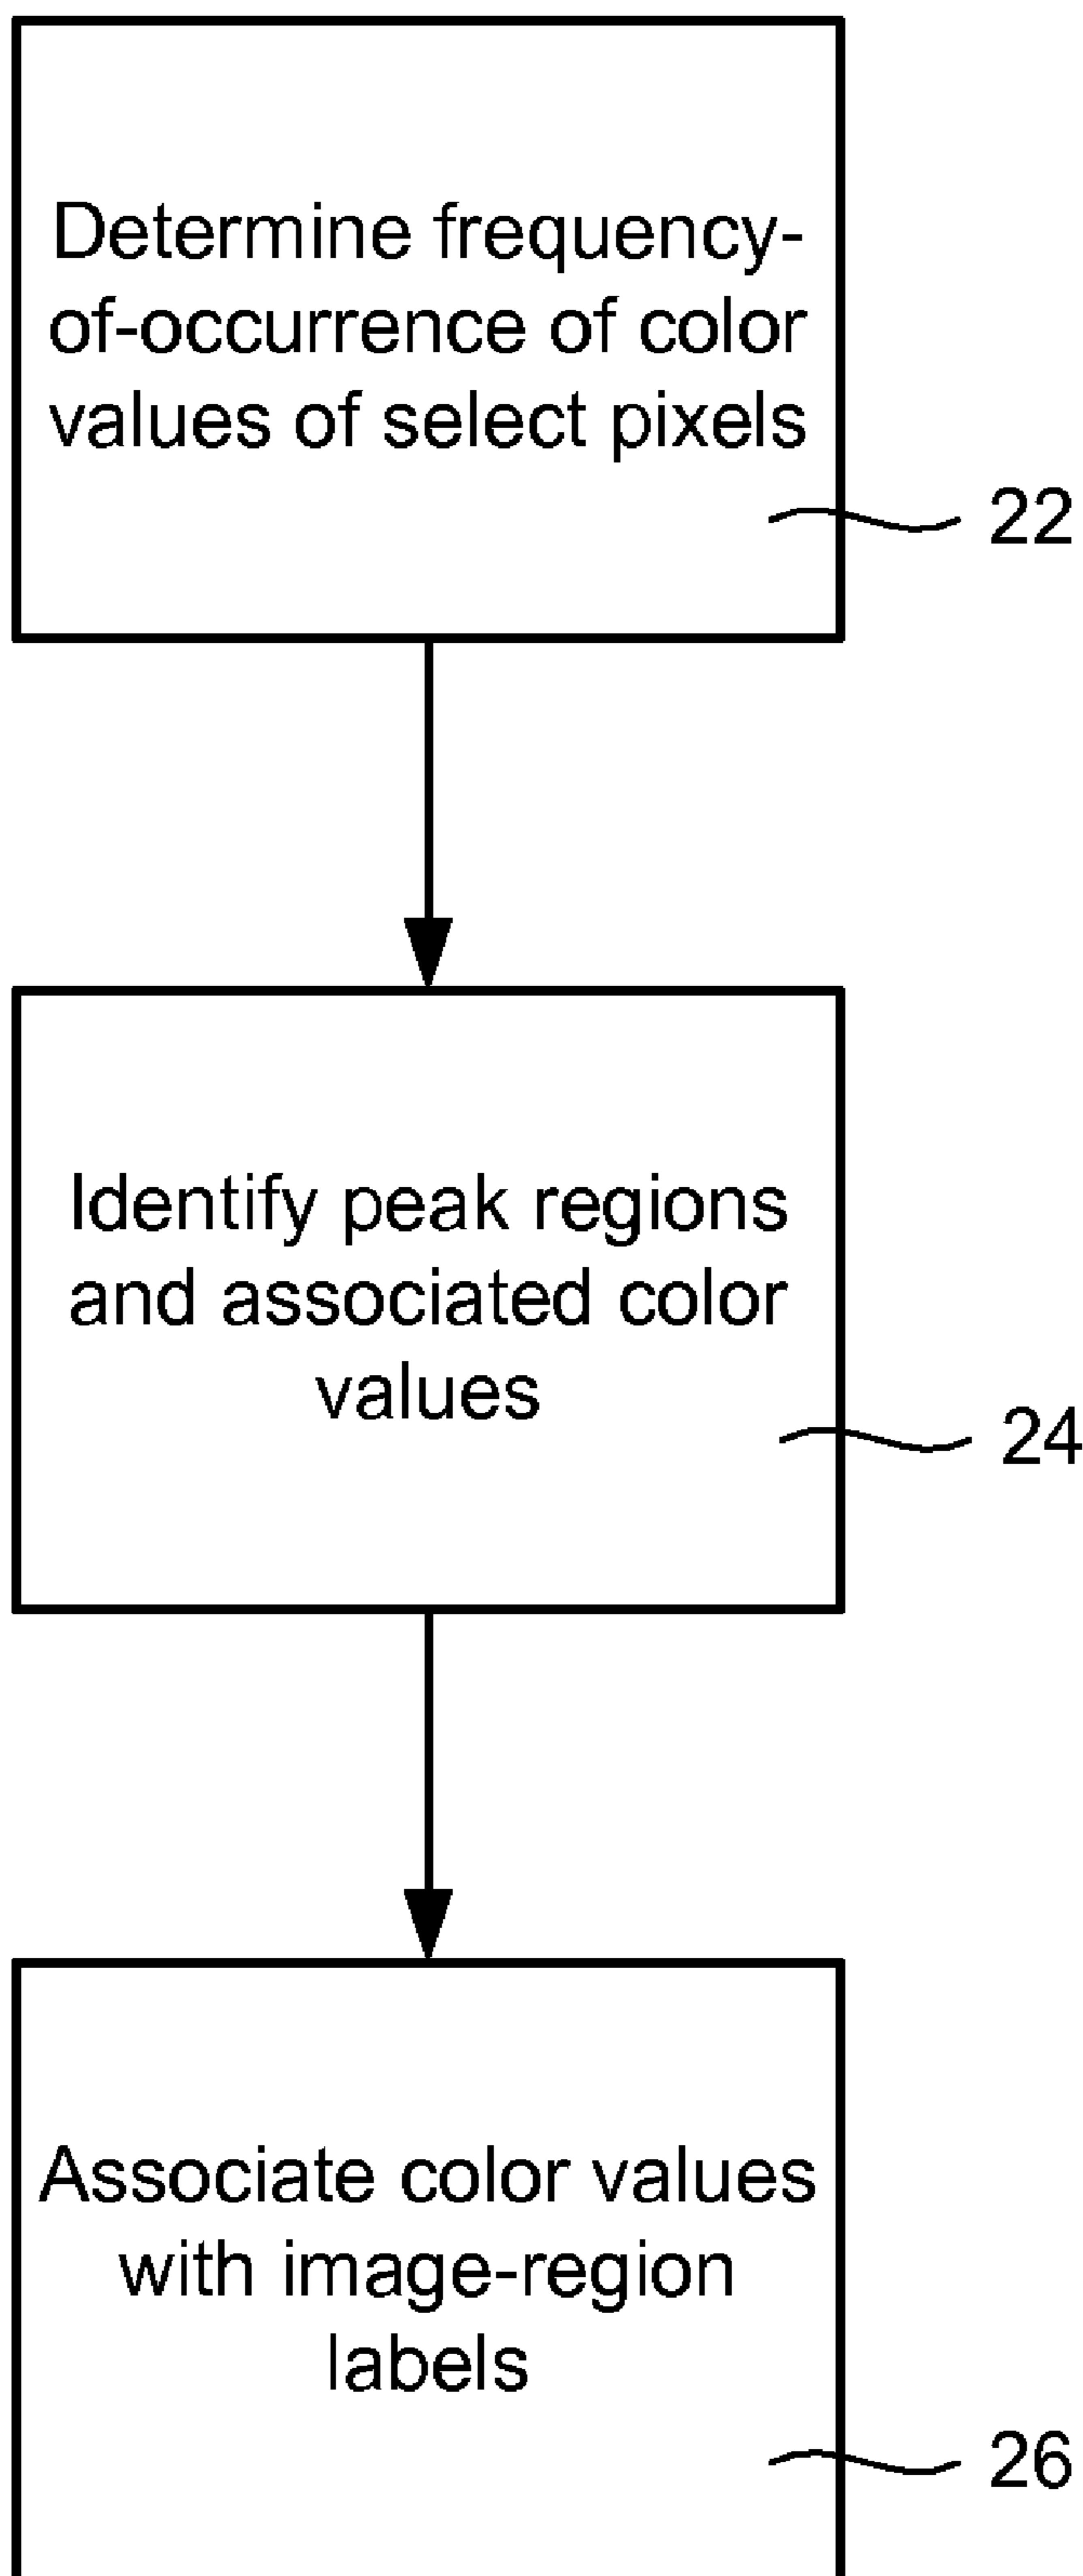 Determine frequency-
of-occurrence of color
values of select pixels
22
Identify peak regions
and associated color
values
24
Associate color values
with image-region
labels
26